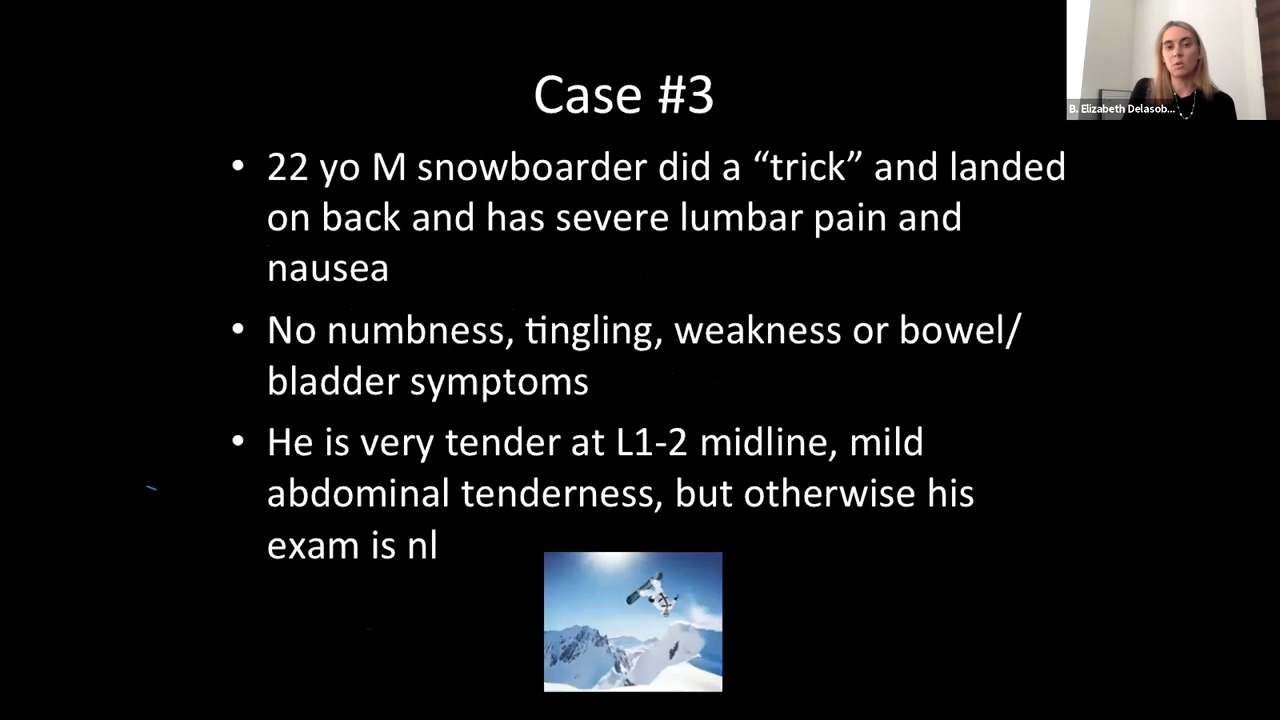 Case #3
B. Elizabeth Delasob...
• 22 yo M snowboarder did a “trick” and landed
on back and has severe lumbar pain and
nausea
• No numbness, tingling, weakness or bowel/
bladder symptoms
• He is very tender at L1-2 midline, mild
abdominal tenderness, but otherwise his
exam is nl